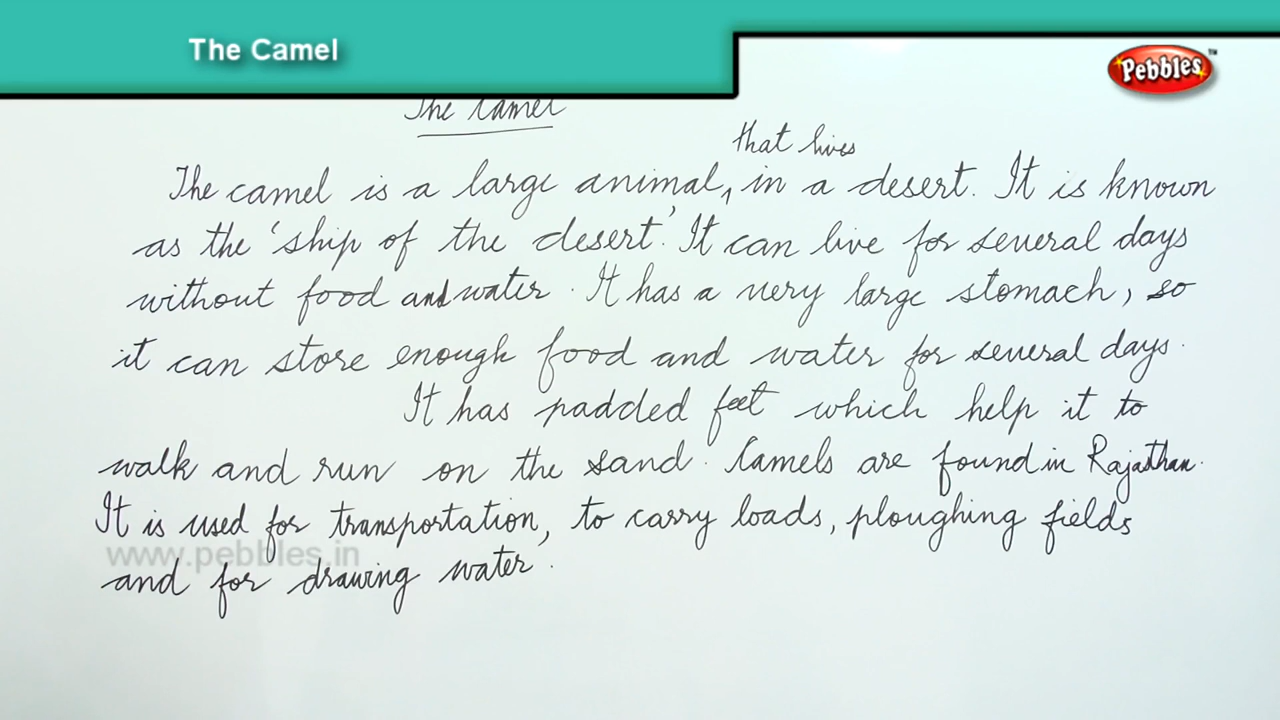 The Camel
Pebbles™
The Camel
that lives
The camel is a large animal, in a desert. It is known
as the 'ship of the desert'. It can live for several days
without food and water. It has a very large stomach, so
it can store enough food and water for several days.
It has padded feet which help it to
walk and run on the sand. Camels are found in Rajasthan.
It is used for transportation, to carry loads, ploughing fields
www.pebbles.in
and for drawing water.